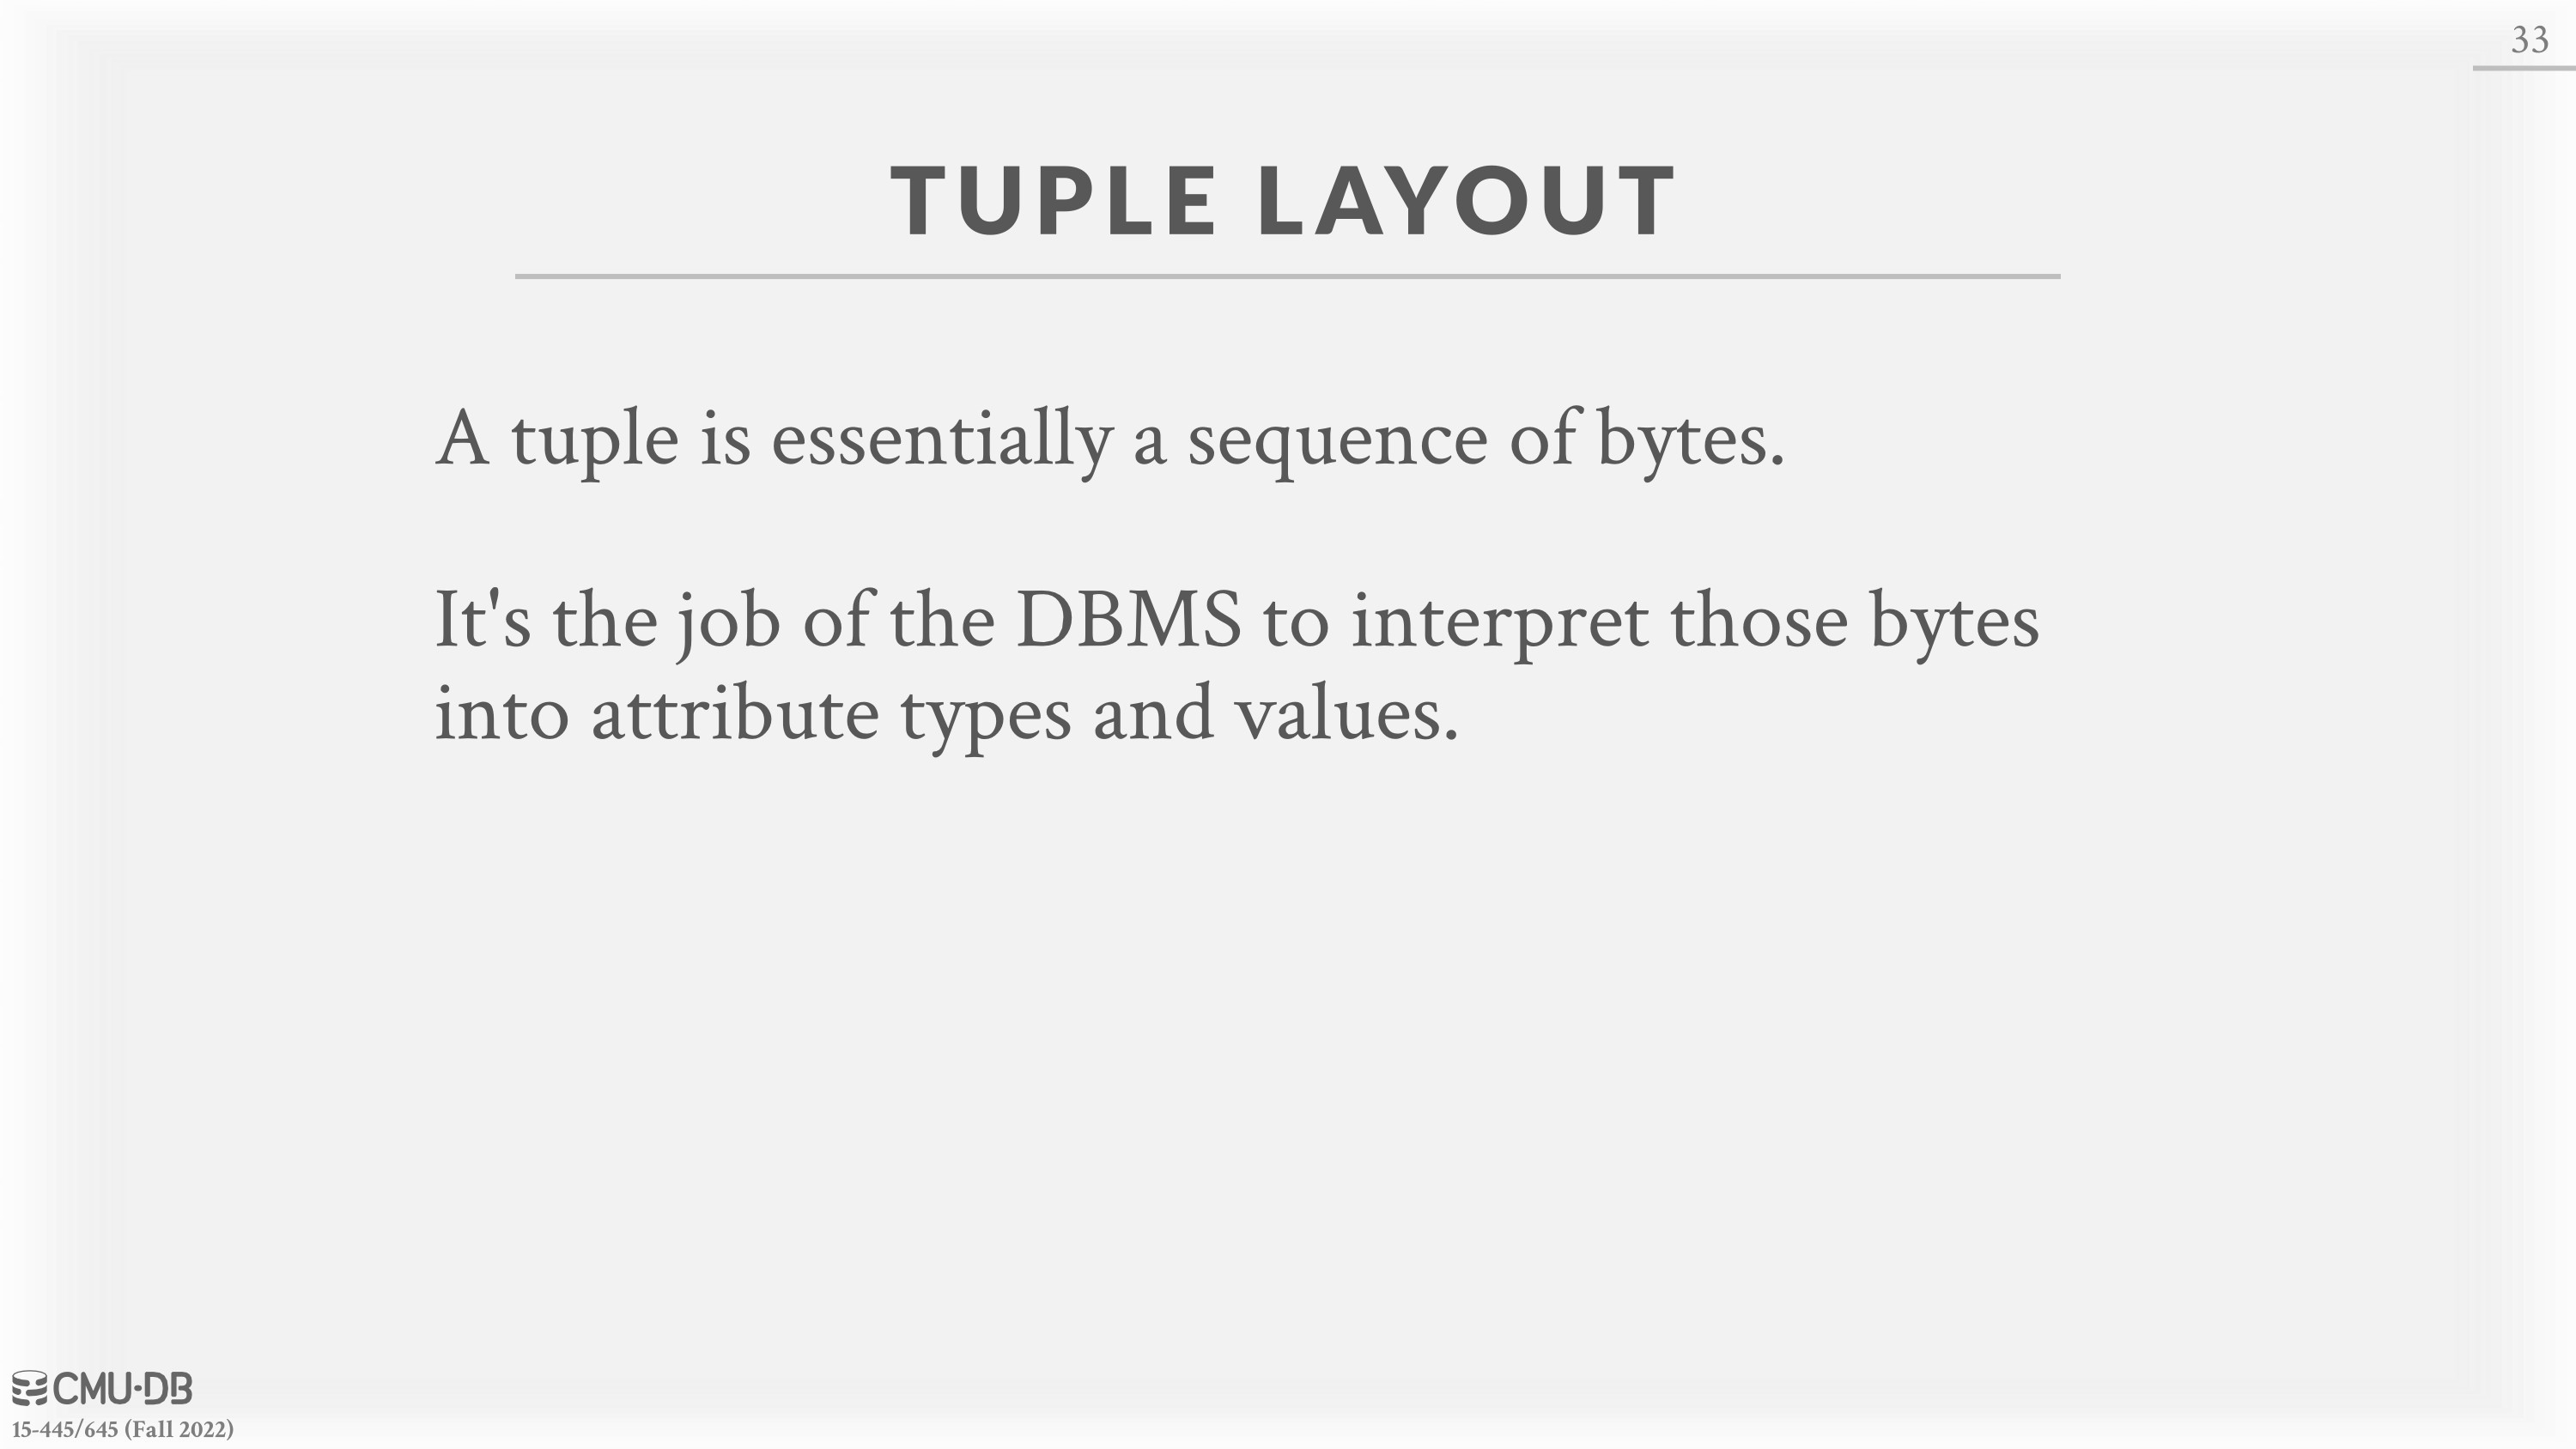 33
TUPLE LAYOUT
A tuple is essentially a sequence of bytes.
It's the job of the DBMS to interpret those bytes
into attribute types and values.
CMU·DB
15-445/645 (Fall 2022)